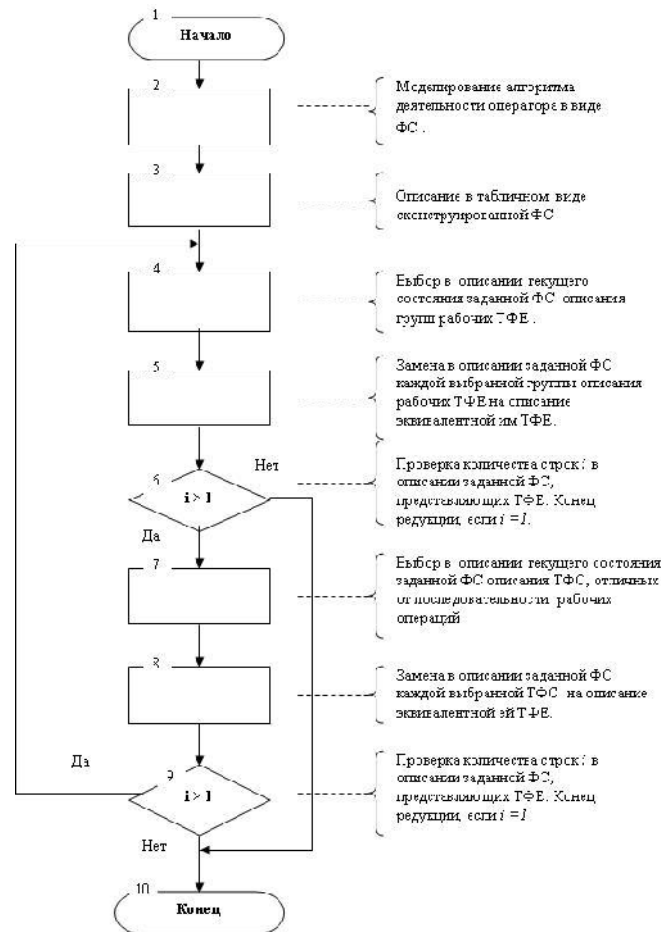 1
Начало
2
Моделирование алгоритма
деятельности оператора в виде
ФС .
3
Описание в табличном виде
сконструированной ФС
4
Выбор в описании текущего
состояния заданной ФС описания
групп рабочих ТФЕ .
5
Замена в описании заданной ФС
каждой выбранной группы описания
рабочих ТФЕ на описание
эквивалентной им ТФЕ.
6
i > 1
Нет
Да
Проверка количества строк i в
описании заданной ФС,
представляющих ТФЕ. Конец
редукции, если i =1.
7
Выбор в описании текущего состояния
заданной ФС описания ТФС, отличных
от последовательности рабочих
операций
8
Замена в описании заданной ФС
каждой выбранной ТФС на описание
эквивалентной ей ТФЕ.
9
i > 1
Да
Нет
Проверка количества строк i в
описании заданной ФС,
представляющих ТФЕ. Конец
редукции, если i =1
10
Конец